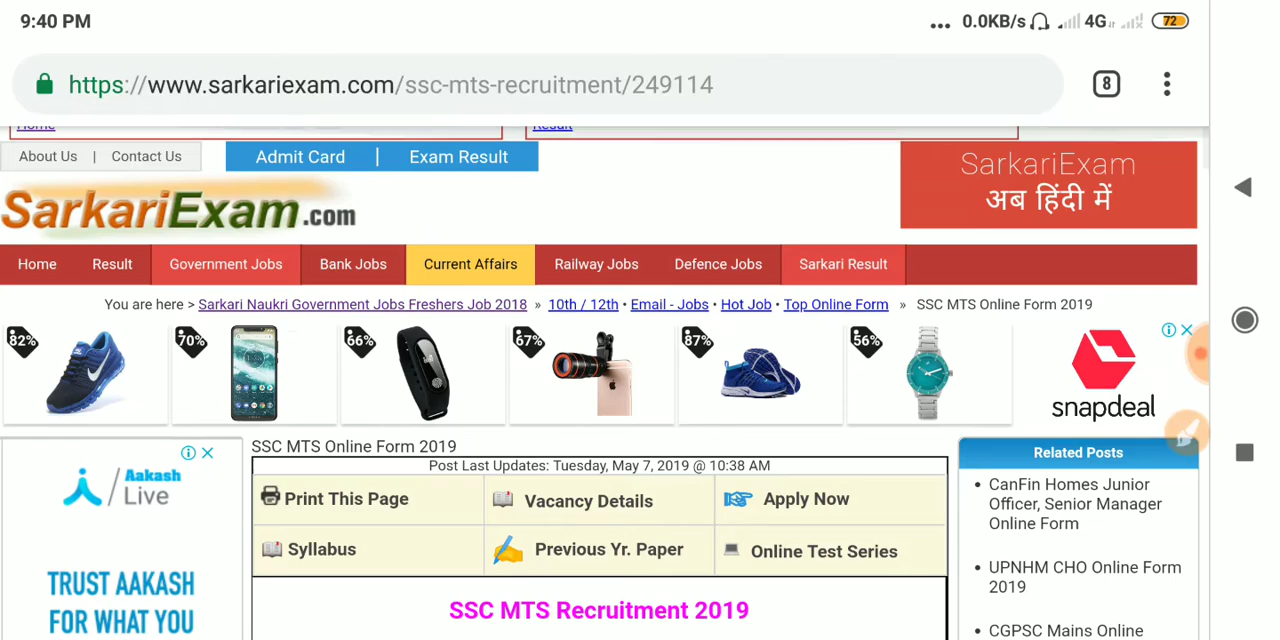 9:40 PM
... 0.0KB/s 4G 72
https://www.sarkariexam.com/ssc-mts-recruitment/249114
8
Home
Result
About Us | Contact Us
Admit Card | Exam Result
SarkariExam
अब हिंदी में
SarkariExam.com
Home Result Government Jobs Bank Jobs Current Affairs Railway Jobs Defence Jobs Sarkari Result
You are here > Sarkari Naukri Government Jobs Freshers Job 2018 » 10th / 12th • Email - Jobs • Hot Job • Top Online Form » SSC MTS Online Form 2019
82% 70% 66% 67% 87% 56%
snapdeal
Aakash
Live
TRUST AAKASH
FOR WHAT YOU
SSC MTS Online Form 2019
Post Last Updates: Tuesday, May 7, 2019 @ 10:38 AM
Print This Page Vacancy Details Apply Now
Syllabus Previous Yr. Paper Online Test Series
SSC MTS Recruitment 2019
Related Posts
• CanFin Homes Junior
Officer, Senior Manager
Online Form
• UPNHM CHO Online Form
2019
• CGPSC Mains Online